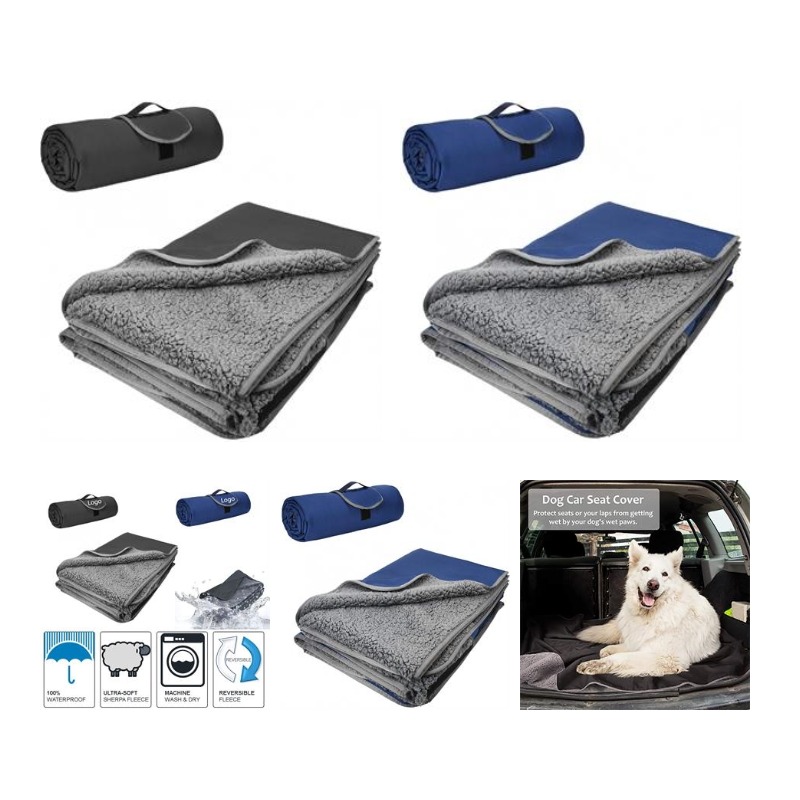 Logo
Logo
100%
WATERPROOF
ULTRA-SOFT
SHERPA FLEECE
MACHINE
WASH & DRY
REVERSIBLE
REVERSIBLE
FLEECE
Dog Car Seat Cover
Protect seats or your laps from getting
wet by your dog's wet paws.